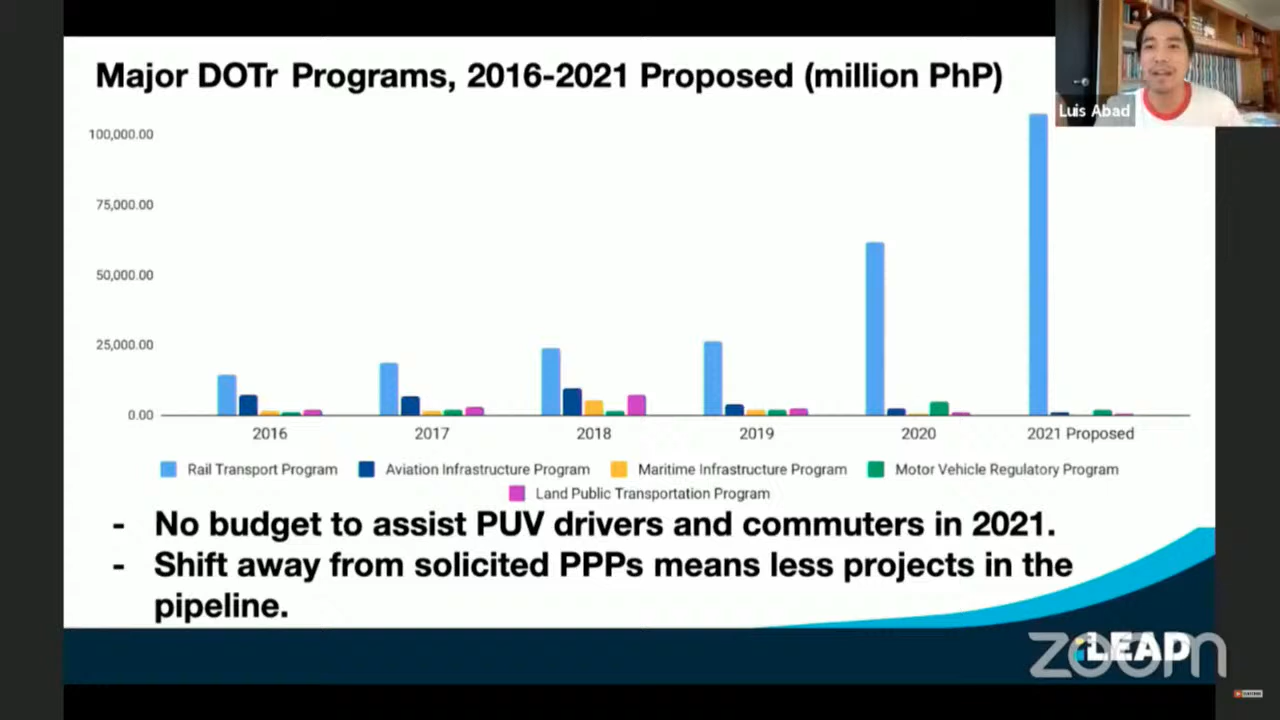 Major DOTr Programs, 2016-2021 Proposed (million PhP)
Luis Abad
100,000.00
75,000.00
50,000.00
25,000.00
0.00
2016 2017 2018 2019 2020 2021 Proposed
Rail Transport Program Aviation Infrastructure Program Maritime Infrastructure Program Motor Vehicle Regulatory Program
Land Public Transportation Program
- No budget to assist PUV drivers and commuters in 2021.
- Shift away from solicited PPPs means less projects in the
pipeline.
zoom
LEAD